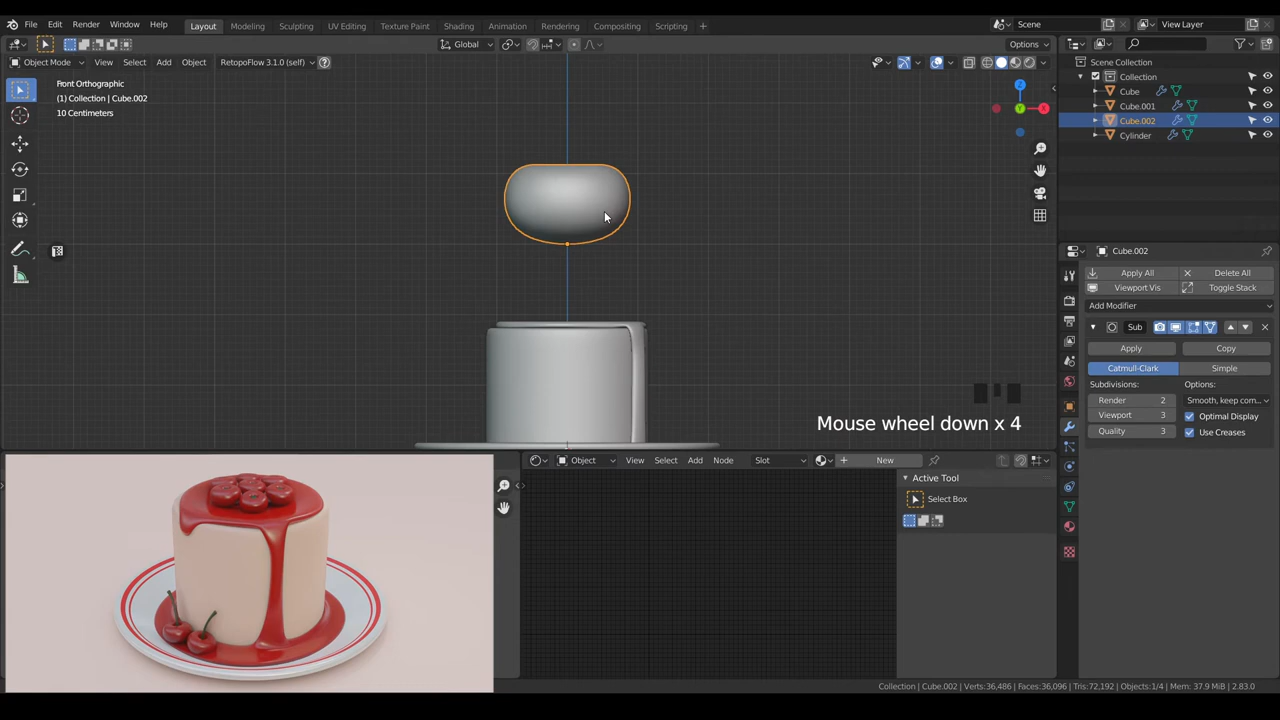 File Edit Render Window Help Layout Modeling Sculpting UV Editing Texture Paint Shading Animation Rendering Compositing Scripting + Scene View Layer
Global Options
Object Mode View Select Add Object RetopoFlow 3.1.0 (self) ?
Front Orthographic
(1) Collection | Cube.002
10 Centimeters
Z
Y
X
Mouse wheel down x 4
Scene Collection
Collection
Cube
Cube.001
Cube.002
Cylinder
Cube.002
Apply All Delete All
Viewport Vis Toggle Stack
Add Modifier
Sub
Apply Copy
Catmull-Clark Simple
Subdivisions: Options:
Render 2 Smooth, keep com...
Viewport 3 Optimal Display
Quality 3 Use Creases
Object View Select Add Node Slot New
Active Tool
Select Box
Collection | Cube.002 | Verts:36,486 | Faces:36,096 | Tris:72,192 | Objects:1/4 | Mem: 37.9 MiB | 2.83.0